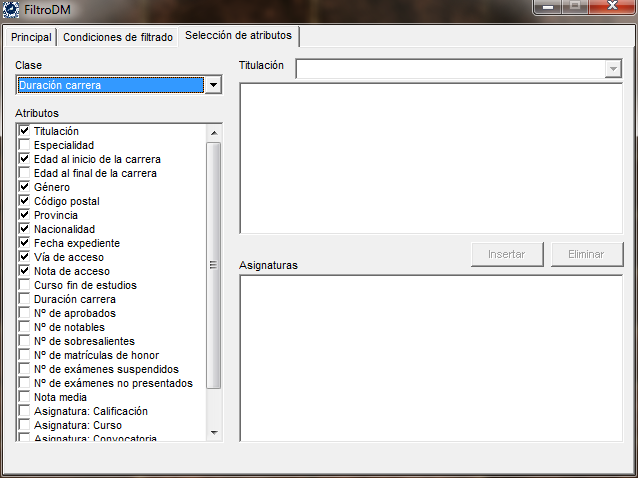 FiltroDM
Principal
Condiciones de filtrado
Selección de atributos
Clase
Duración carrera
Atributos
Titulación
Especialidad
Edad al inicio de la carrera
Edad al final de la carrera
Género
Código postal
Provincia
Nacionalidad
Fecha expediente
Vía de acceso
Nota de acceso
Curso fin de estudios
Duración carrera
Nº de aprobados
Nº de notables
Nº de sobresalientes
Nº de matrículas de honor
Nº de exámenes suspendidos
Nº de exámenes no presentados
Nota media
Asignatura: Calificación
Asignatura: Curso
Asignatura: Convocatoria
Titulación
Insertar
Eliminar
Asignaturas